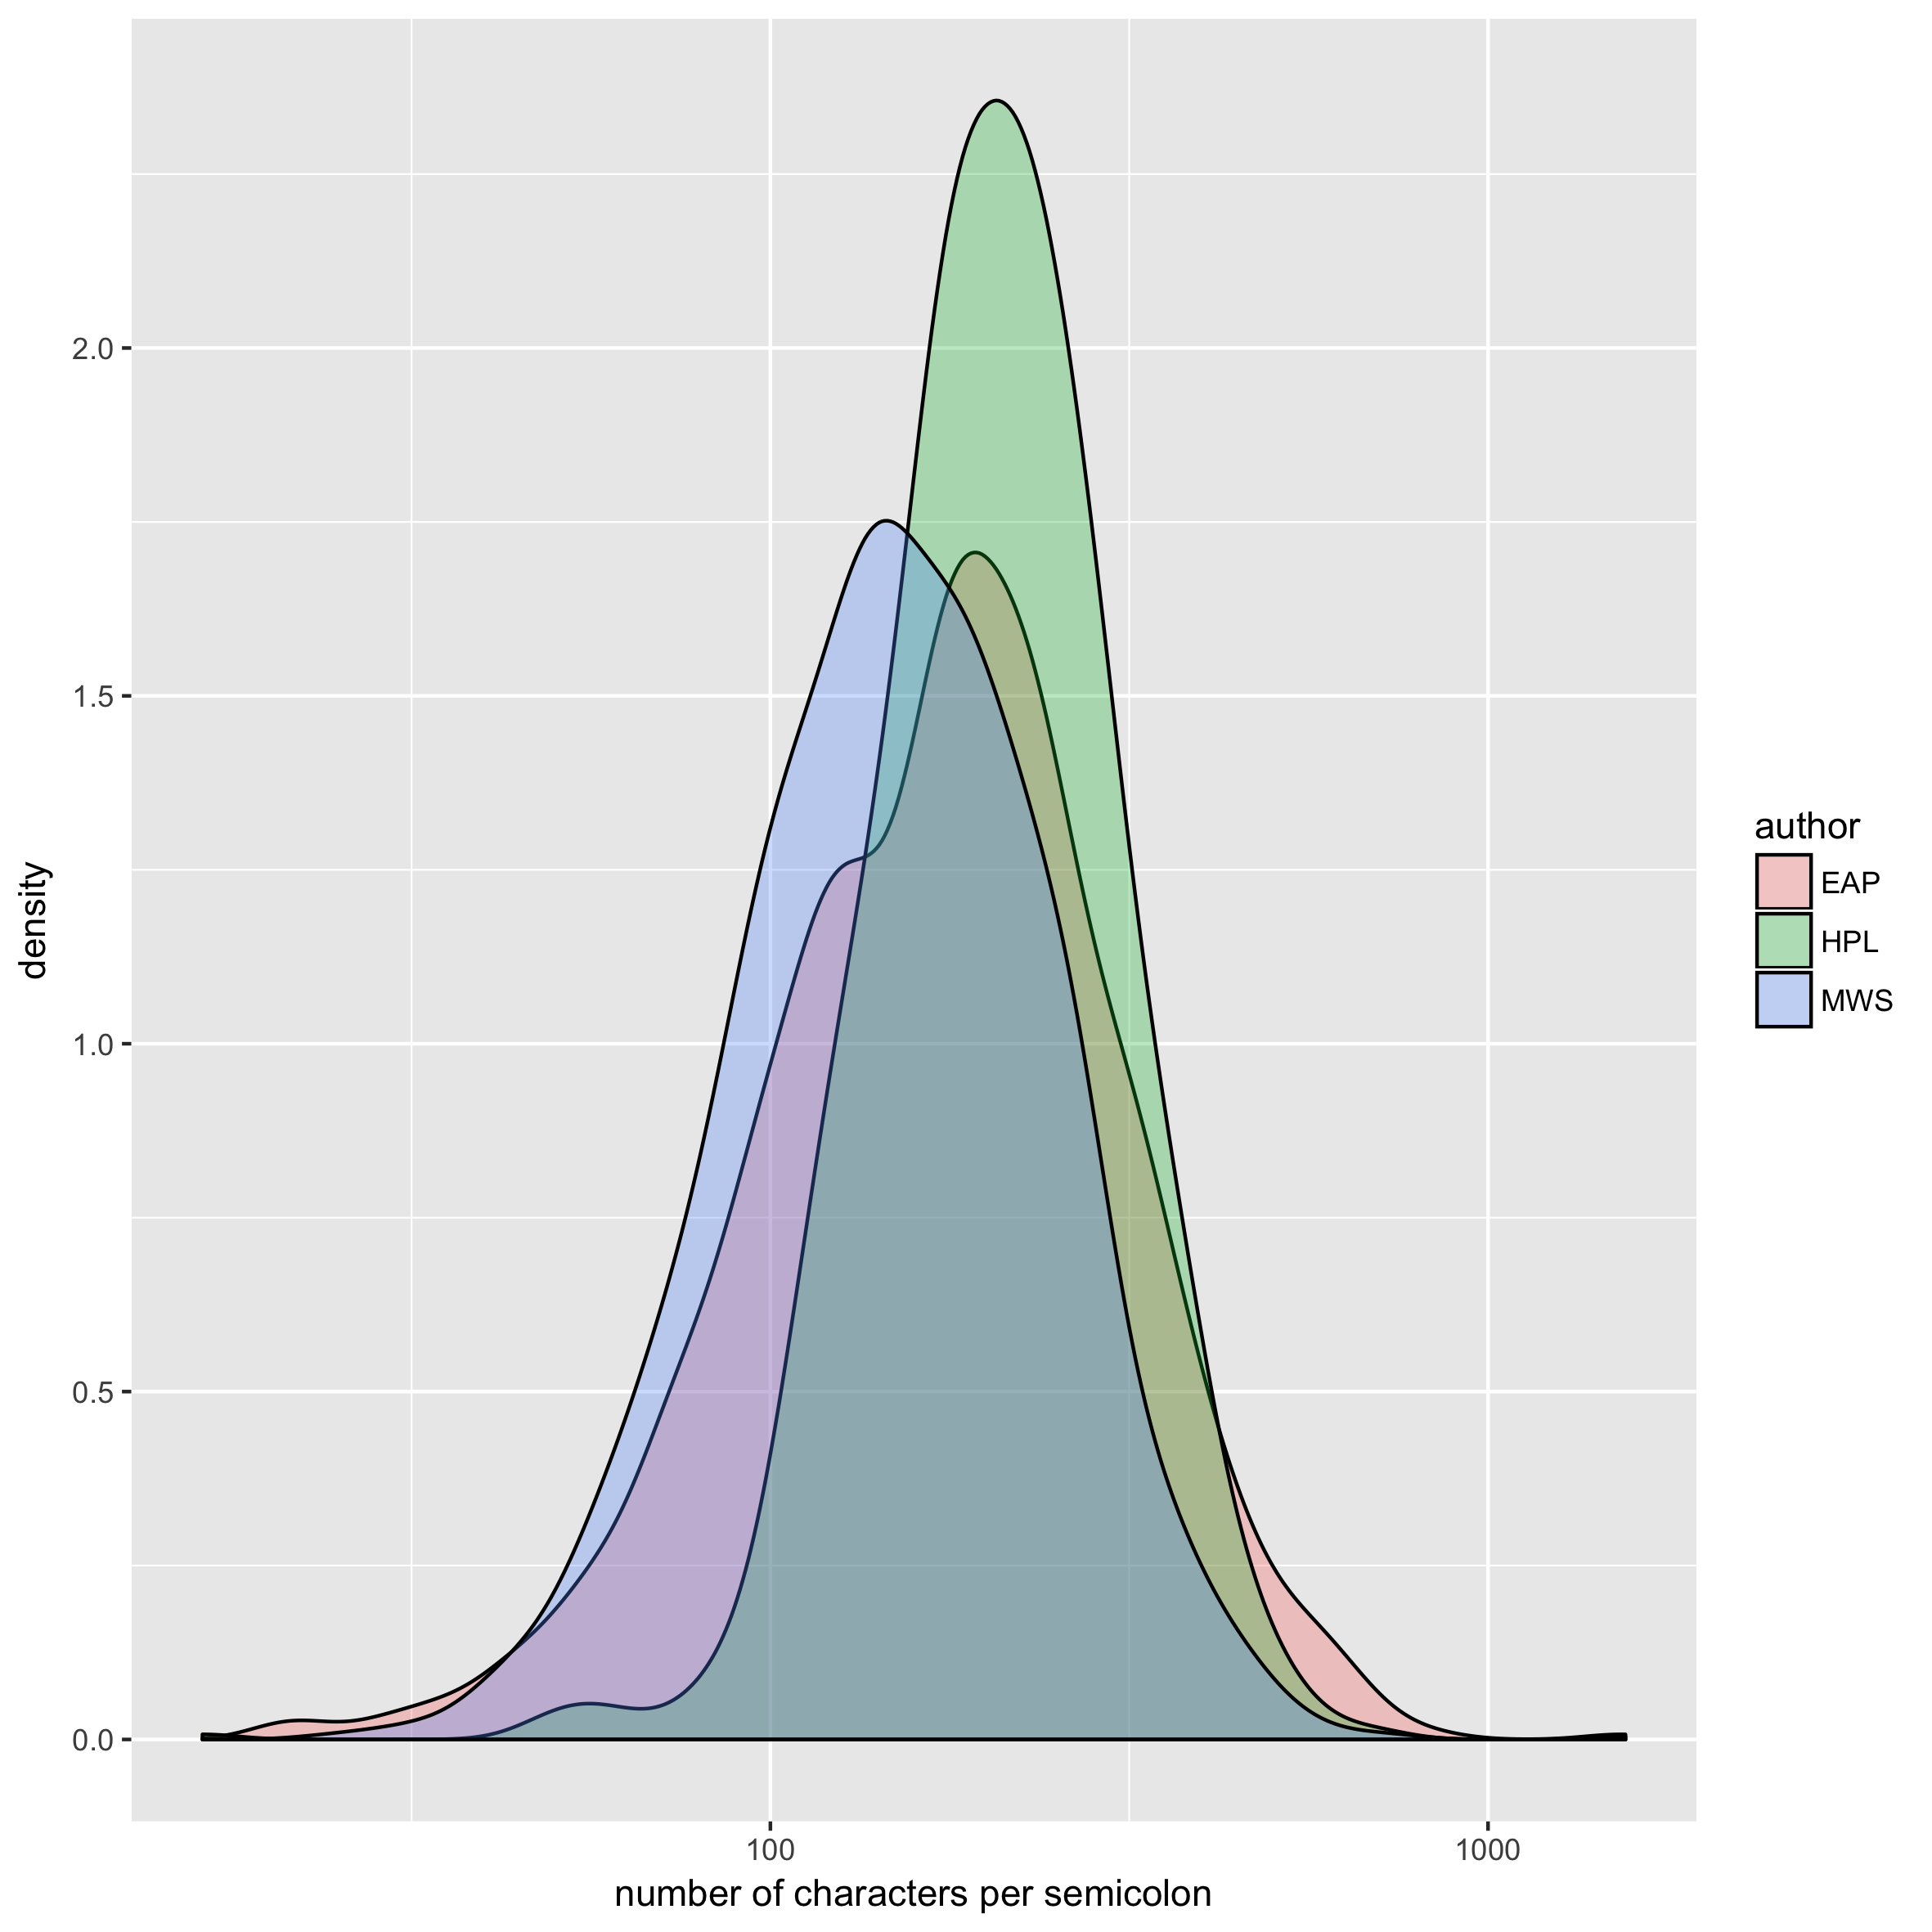 2.0
1.5
1.0
0.5
0.0
density
100
1000
number of characters per semicolon
author
EAP
HPL
MWS